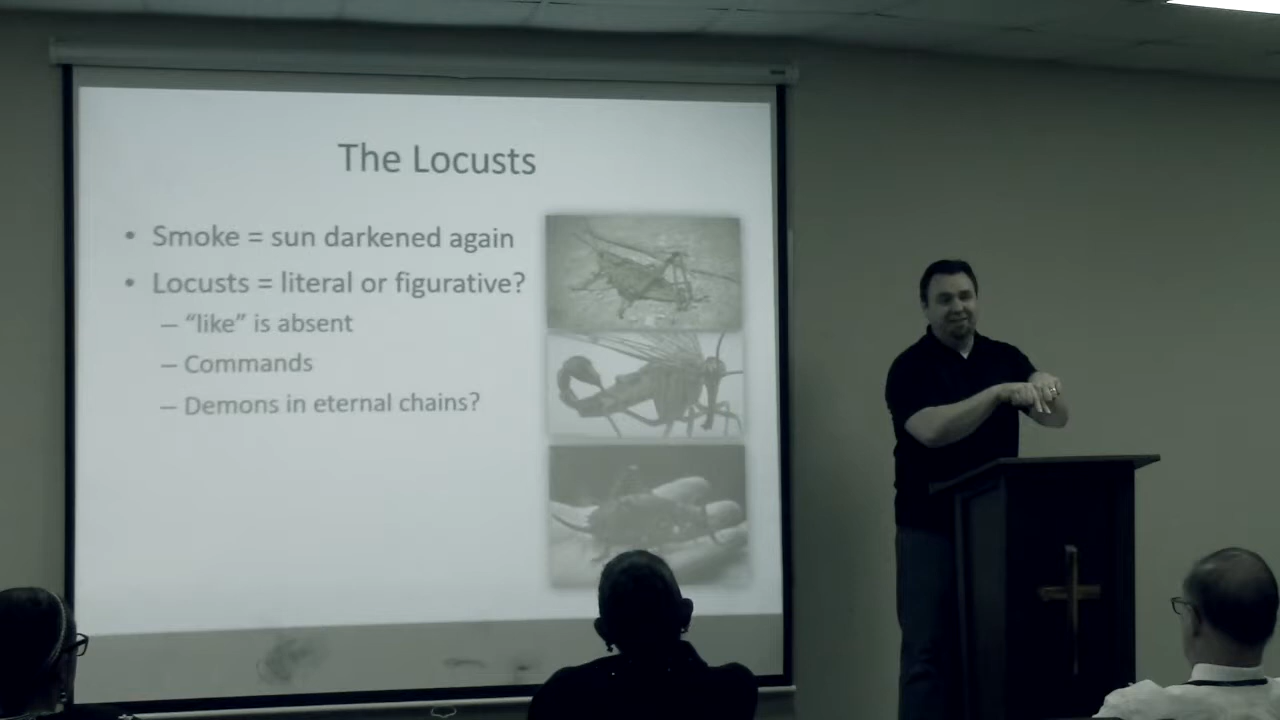 The Locusts
• Smoke = sun darkened again
• Locusts = literal or figurative?
– “like” is absent
– Commands
– Demons in eternal chains?